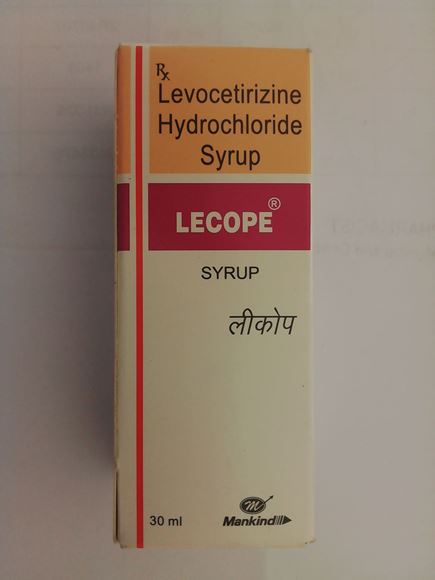 Rx
Levocetirizine
Hydrochloride
Syrup
LECOPE®
SYRUP
लीकोप
30 ml
Mankind